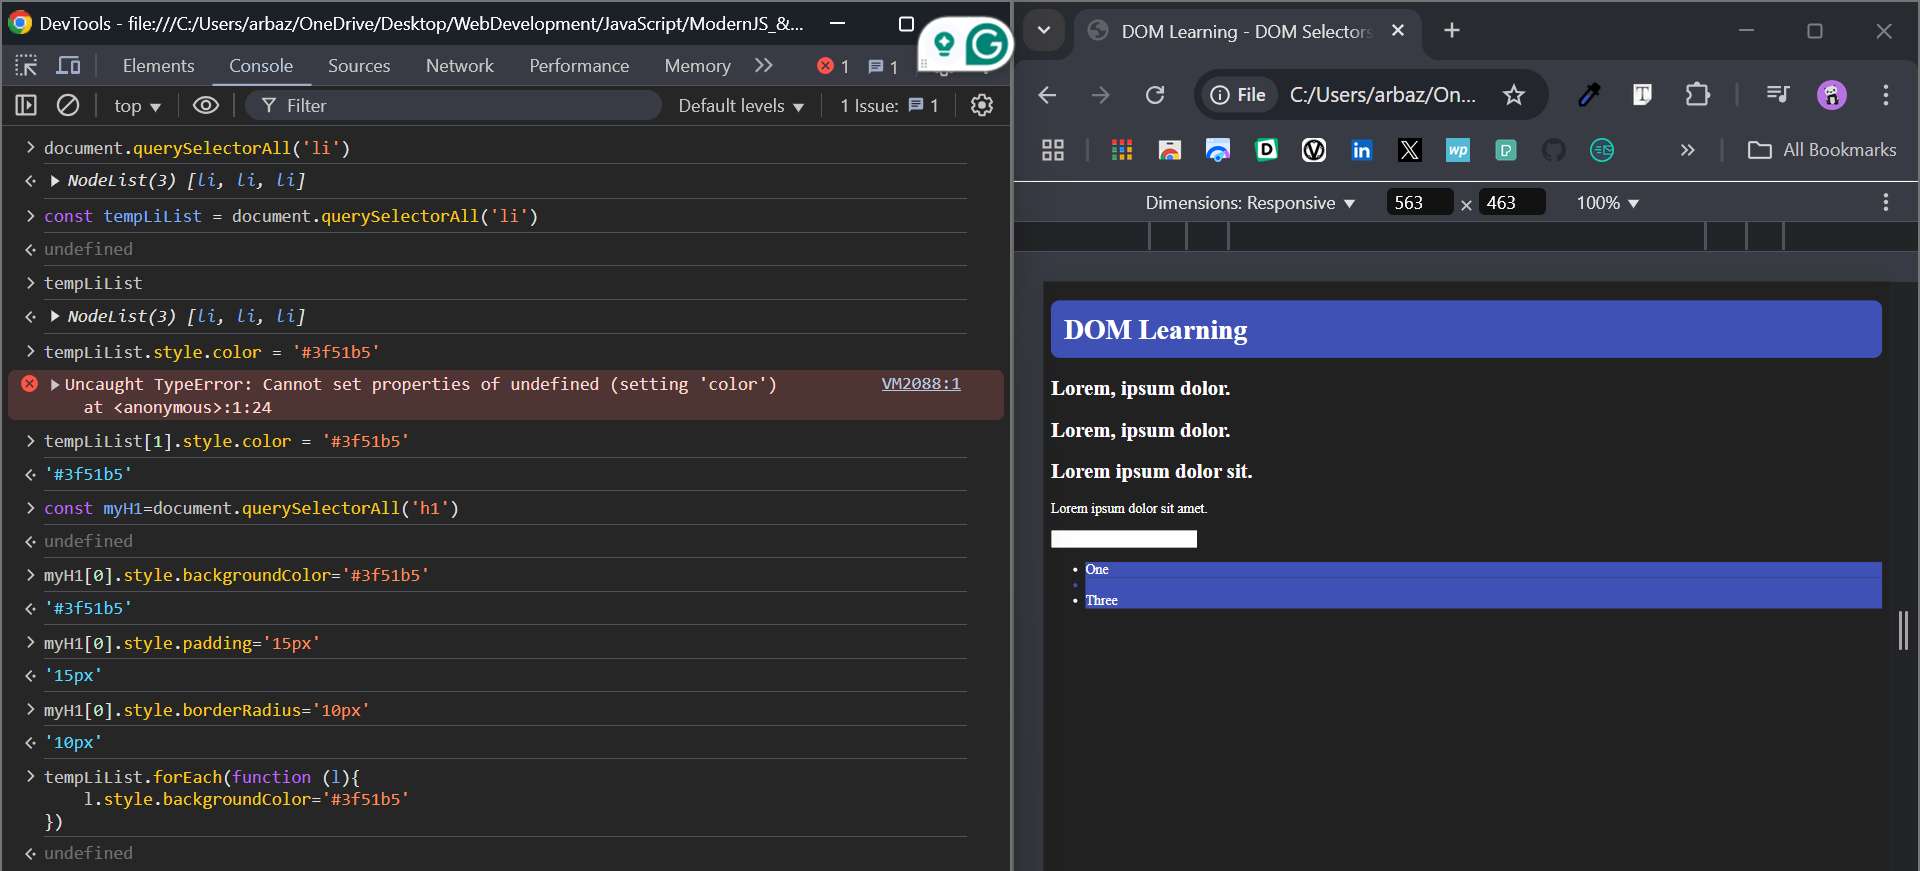 DevTools - file:///C:/Users/arbaz/OneDrive/Desktop/WebDevelopment/JavaScript/ModernJS_&...
Elements Console Sources Network Performance Memory 1 1
top Filter Default levels 1 Issue: 1
document.querySelectorAll('li')
NodeList(3) [li, li, li]
const tempLiList = document.querySelectorAll('li')
undefined
tempLiList
NodeList(3) [li, li, li]
tempLiList.style.color = '#3f51b5'
Uncaught TypeError: Cannot set properties of undefined (setting 'color') VM2088:1
at <anonymous>:1:24
tempLiList[1].style.color = '#3f51b5'
'#3f51b5'
const myH1=document.querySelectorAll('h1')
undefined
myH1[0].style.backgroundColor='#3f51b5'
'#3f51b5'
myH1[0].style.padding='15px'
'15px'
myH1[0].style.borderRadius='10px'
'10px'
tempLiList.forEach(function (l){
l.style.backgroundColor='#3f51b5'
})
undefined
DOM Learning - DOM Selectors
File C:/Users/arbaz/On...
D V in X wp P All Bookmarks
Dimensions: Responsive 563 × 463 100%
DOM Learning
Lorem, ipsum dolor.
Lorem, ipsum dolor.
Lorem ipsum dolor sit.
Lorem ipsum dolor sit amet.
One
Three